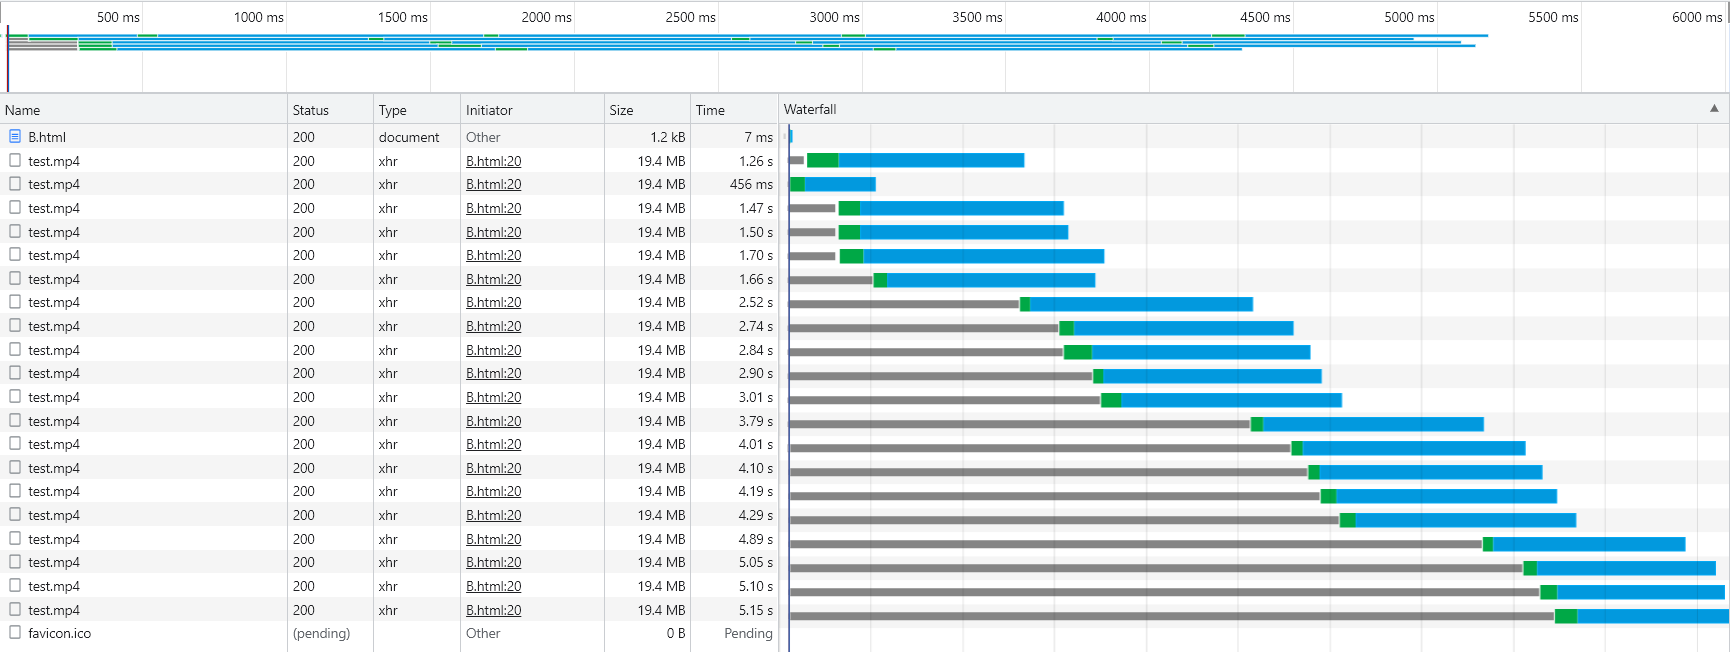 500 ms 1000 ms 1500 ms 2000 ms 2500 ms 3000 ms 3500 ms 4000 ms 4500 ms 5000 ms 5500 ms 6000 ms
Name Status Type Initiator Size Time Waterfall
B.html 200 document Other 1.2 kB 7 ms
test.mp4 200 xhr B.html:20 19.4 MB 1.26 s
test.mp4 200 xhr B.html:20 19.4 MB 456 ms
test.mp4 200 xhr B.html:20 19.4 MB 1.47 s
test.mp4 200 xhr B.html:20 19.4 MB 1.50 s
test.mp4 200 xhr B.html:20 19.4 MB 1.70 s
test.mp4 200 xhr B.html:20 19.4 MB 1.66 s
test.mp4 200 xhr B.html:20 19.4 MB 2.52 s
test.mp4 200 xhr B.html:20 19.4 MB 2.74 s
test.mp4 200 xhr B.html:20 19.4 MB 2.84 s
test.mp4 200 xhr B.html:20 19.4 MB 2.90 s
test.mp4 200 xhr B.html:20 19.4 MB 3.01 s
test.mp4 200 xhr B.html:20 19.4 MB 3.79 s
test.mp4 200 xhr B.html:20 19.4 MB 4.01 s
test.mp4 200 xhr B.html:20 19.4 MB 4.10 s
test.mp4 200 xhr B.html:20 19.4 MB 4.19 s
test.mp4 200 xhr B.html:20 19.4 MB 4.29 s
test.mp4 200 xhr B.html:20 19.4 MB 4.89 s
test.mp4 200 xhr B.html:20 19.4 MB 5.05 s
test.mp4 200 xhr B.html:20 19.4 MB 5.10 s
test.mp4 200 xhr B.html:20 19.4 MB 5.15 s
favicon.ico (pending) Other 0 B Pending